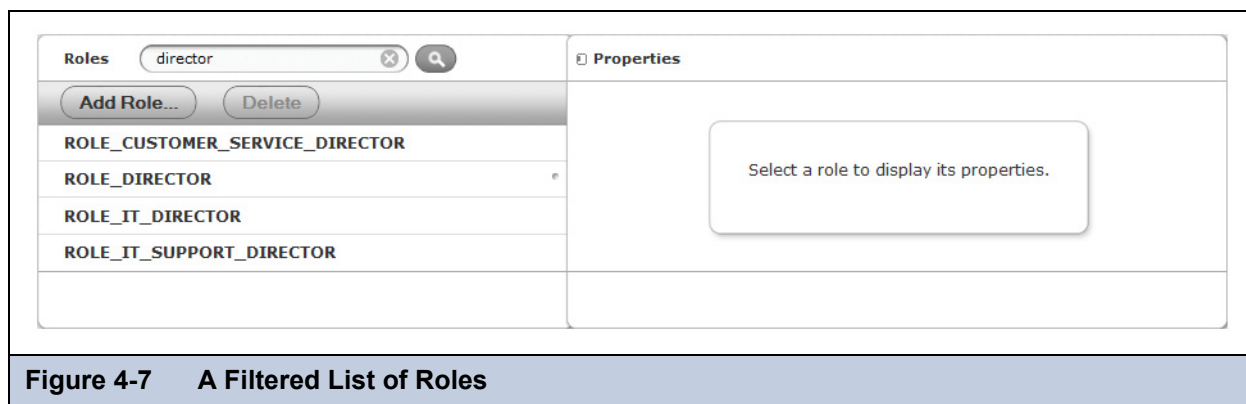 Roles
director
Properties
Add Role...
Delete
ROLE_CUSTOMER_SERVICE_DIRECTOR
ROLE_DIRECTOR
ROLE_IT_DIRECTOR
ROLE_IT_SUPPORT_DIRECTOR
Select a role to display its properties.
Figure 4-7 A Filtered List of Roles